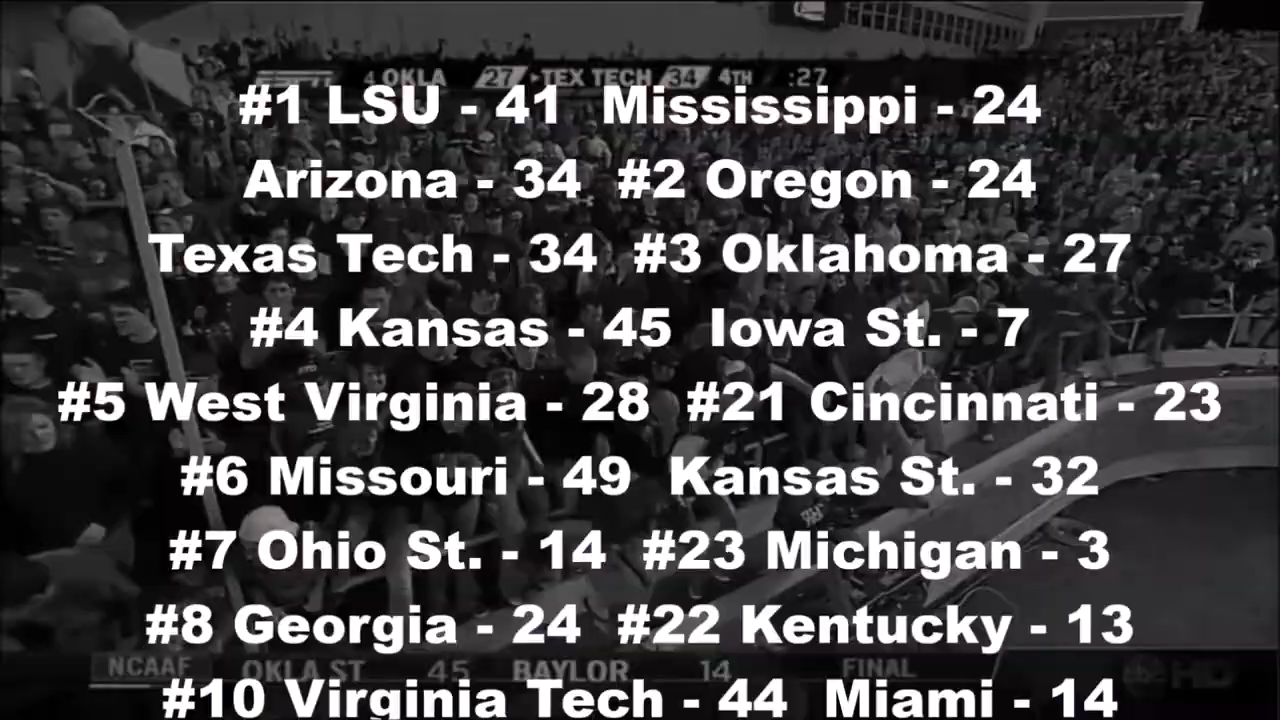 ESPN 4 OKLA 27 TEX TECH 34 4TH :27
#1 LSU - 41 Mississippi - 24
Arizona - 34 #2 Oregon - 24
Texas Tech - 34 #3 Oklahoma - 27
#4 Kansas - 45 Iowa St. - 7
#5 West Virginia - 28 #21 Cincinnati - 23
#6 Missouri - 49 Kansas St. - 32
#7 Ohio St. - 14 #23 Michigan - 3
#8 Georgia - 24 #22 Kentucky - 13
NCAAF OKLA ST 45 BAYLOR 14 FINAL abc HD
#10 Virginia Tech - 44 Miami - 14